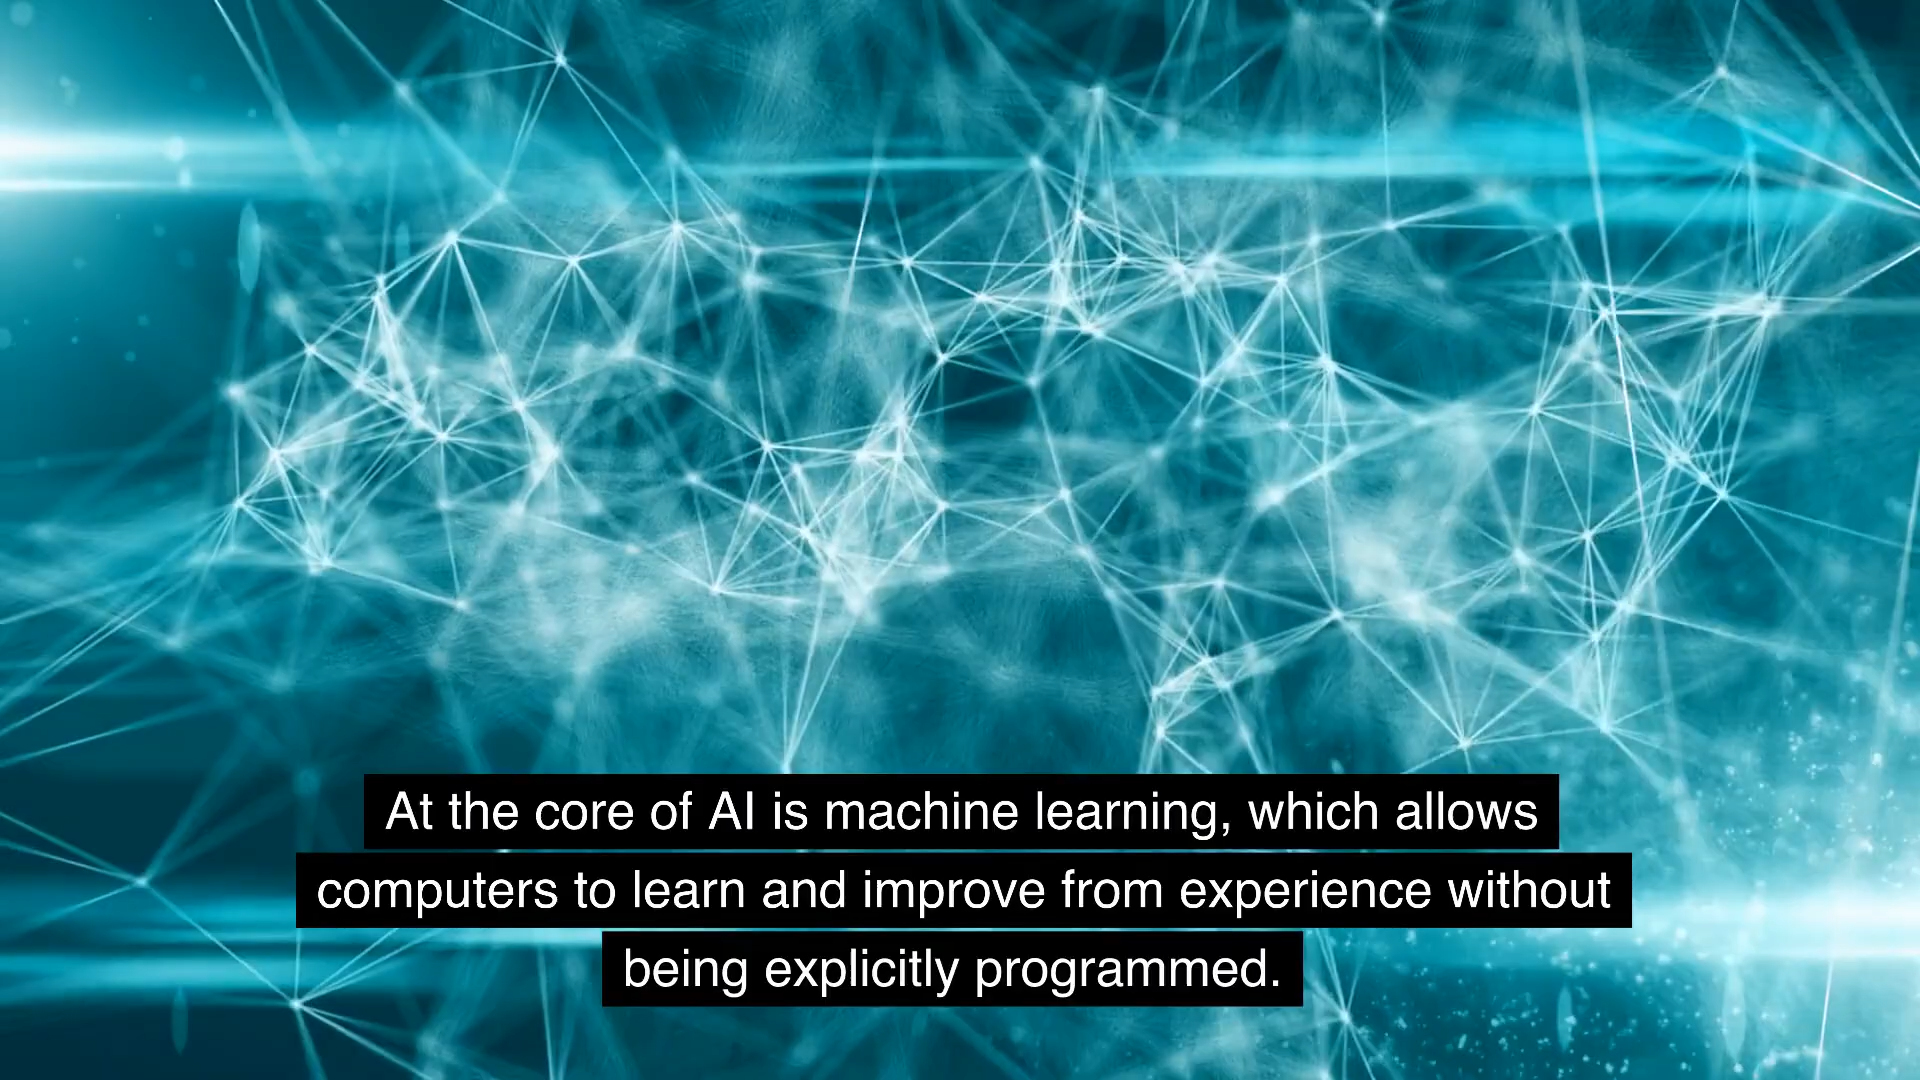 At the core of AI is machine learning, which allows
computers to learn and improve from experience without
being explicitly programmed.